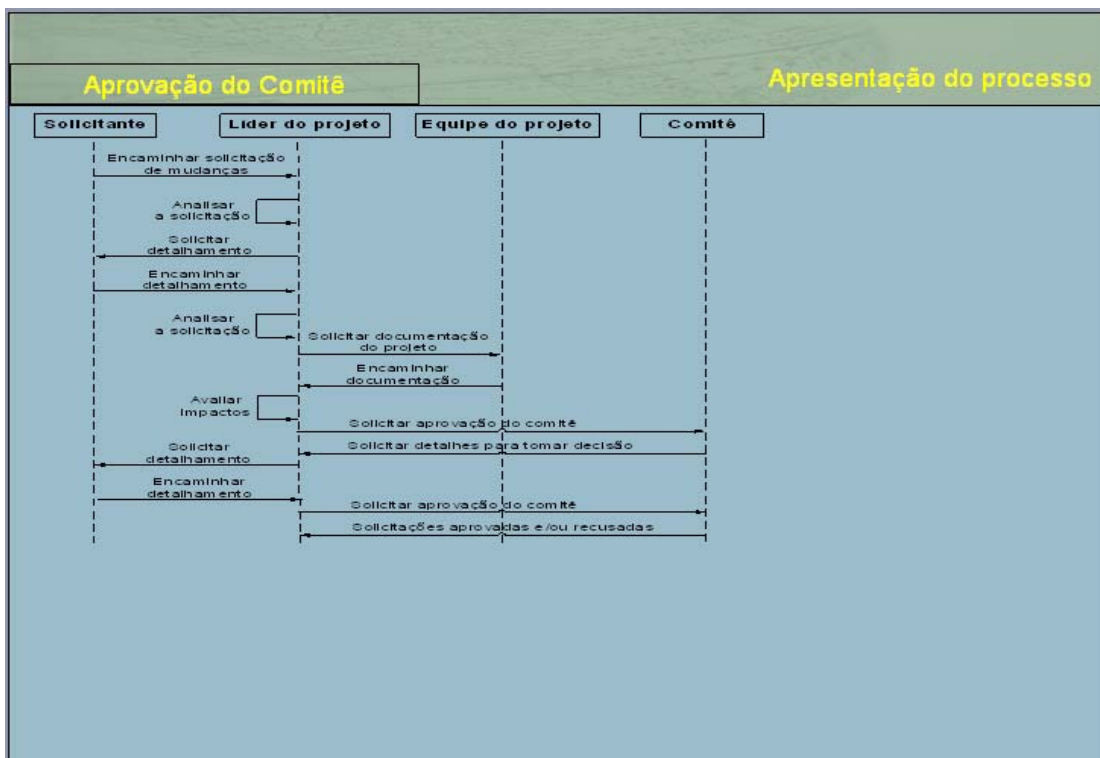 Aprovação do Comitê
Apresentação do processo
Solicitante
Líder do projeto
Equipe do projeto
Comitê
Encaminhar solicitação
de mudanças
Analisar
a solicitação
Solicitar
detalhamento
Encaminhar
detalhamento
Analisar
a solicitação
Solicitar documentação
do projeto
Encaminhar
documentação
Avaliar
impactos
Solicitar aprovação do comitê
Solicitar detalhes para tomar decisão
Solicitar
detalhamento
Encaminhar
detalhamento
Solicitar aprovação do comitê
Solicitações aprovadas e/ou recusadas